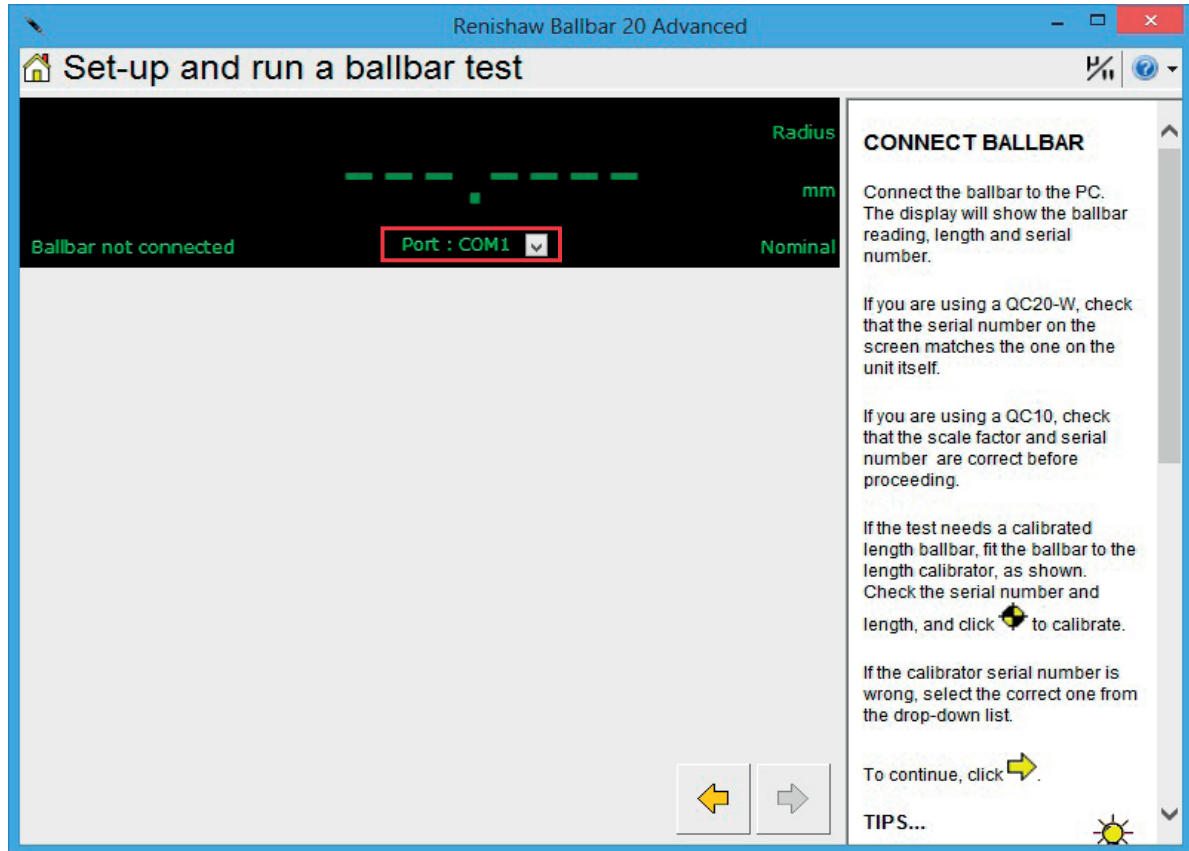 Renishaw Ballbar 20 Advanced
Set-up and run a ballbar test
Radius
---.----
mm
Ballbar not connected
Port : COM1
Nominal
CONNECT BALLBAR
Connect the ballbar to the PC.
The display will show the ballbar
reading, length and serial
number.
If you are using a QC20-W, check
that the serial number on the
screen matches the one on the
unit itself.
If you are using a QC10, check
that the scale factor and serial
number are correct before
proceeding.
If the test needs a calibrated
length ballbar, fit the ballbar to the
length calibrator, as shown.
Check the serial number and
length, and click to calibrate.
If the calibrator serial number is
wrong, select the correct one from
the drop-down list.
To continue, click .
TIPS...